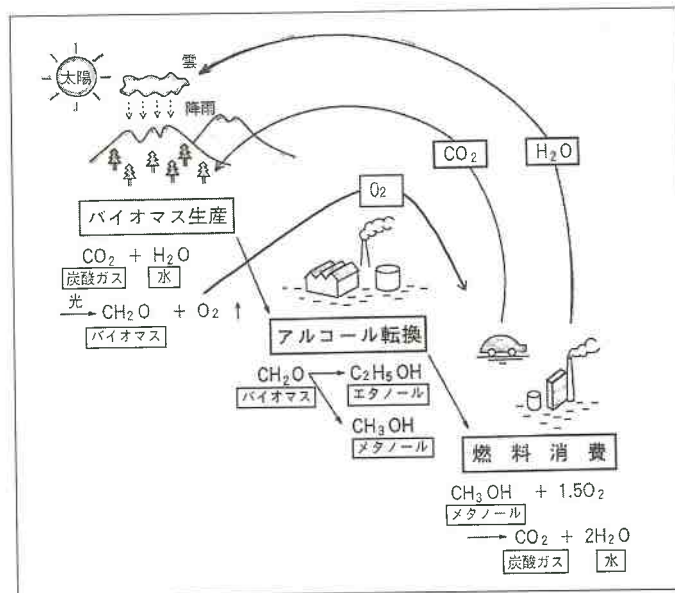 太陽
雲
降雨
CO₂
H₂O
O₂
バイオマス生産
CO₂ + H₂O
炭酸ガス 水
光
→ CH₂O + O₂ ↑
バイオマス
アルコール転換
CH₂O → C₂H₅OH
バイオマス エタノール
CH₃OH
メタノール
燃料消費
CH₃OH + 1.5O₂
メタノール
→ CO₂ + 2H₂O
炭酸ガス 水